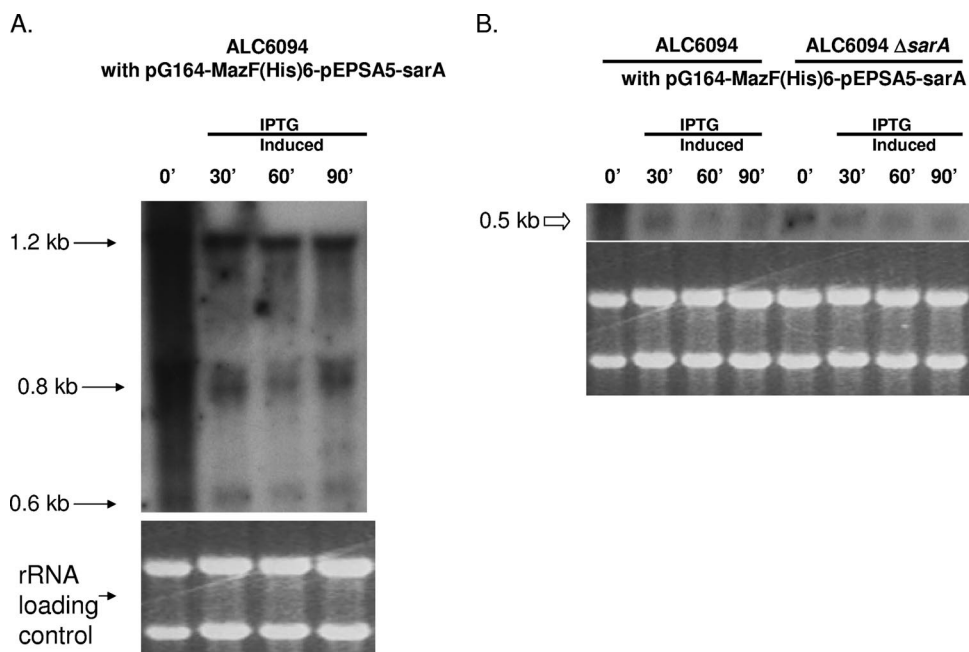 A.
ALC6094
with pG164-MazF(His)6-pEPSA5-sarA
IPTG
Induced
0’ 30’ 60’ 90’
1.2 kb
0.8 kb
0.6 kb
rRNA
loading
control
B.
ALC6094 ALC6094 ΔsarA
with pG164-MazF(His)6-pEPSA5-sarA
IPTG IPTG
Induced Induced
0’ 30’ 60’ 90’ 0’ 30’ 60’ 90’
0.5 kb